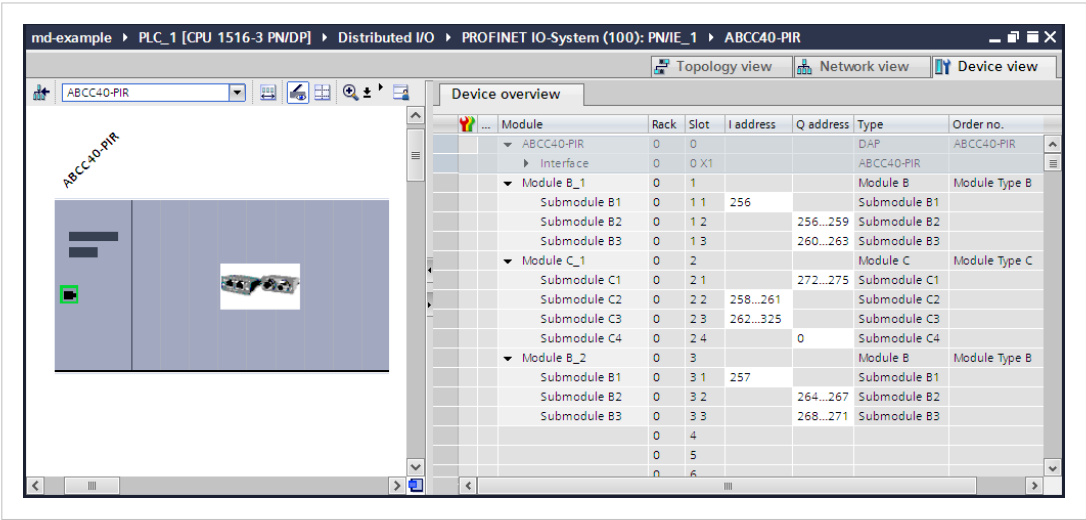 md-example ▸ PLC_1 [CPU 1516-3 PN/DP] ▸ Distributed I/O ▸ PROFINET IO-System (100): PN/IE_1 ▸ ABCC40-PIR
Topology view Network view Device view
ABCC40-PIR
Device overview
ABCC40-PIR
... Module Rack Slot I address Q address Type Order no.
ABCC40-PIR 0 0 DAP ABCC40-PIR
Interface 0 0 X1 ABCC40-PIR
Module B_1 0 1 Module B Module Type B
Submodule B1 0 1 1 256 Submodule B1
Submodule B2 0 1 2 256...259 Submodule B2
Submodule B3 0 1 3 260...263 Submodule B3
Module C_1 0 2 Module C Module Type C
Submodule C1 0 2 1 272...275 Submodule C1
Submodule C2 0 2 2 258...261 Submodule C2
Submodule C3 0 2 3 262...325 Submodule C3
Submodule C4 0 2 4 0 Submodule C4
Module B_2 0 3 Module B Module Type B
Submodule B1 0 3 1 257 Submodule B1
Submodule B2 0 3 2 264...267 Submodule B2
Submodule B3 0 3 3 268...271 Submodule B3
0 4
0 5
0 6